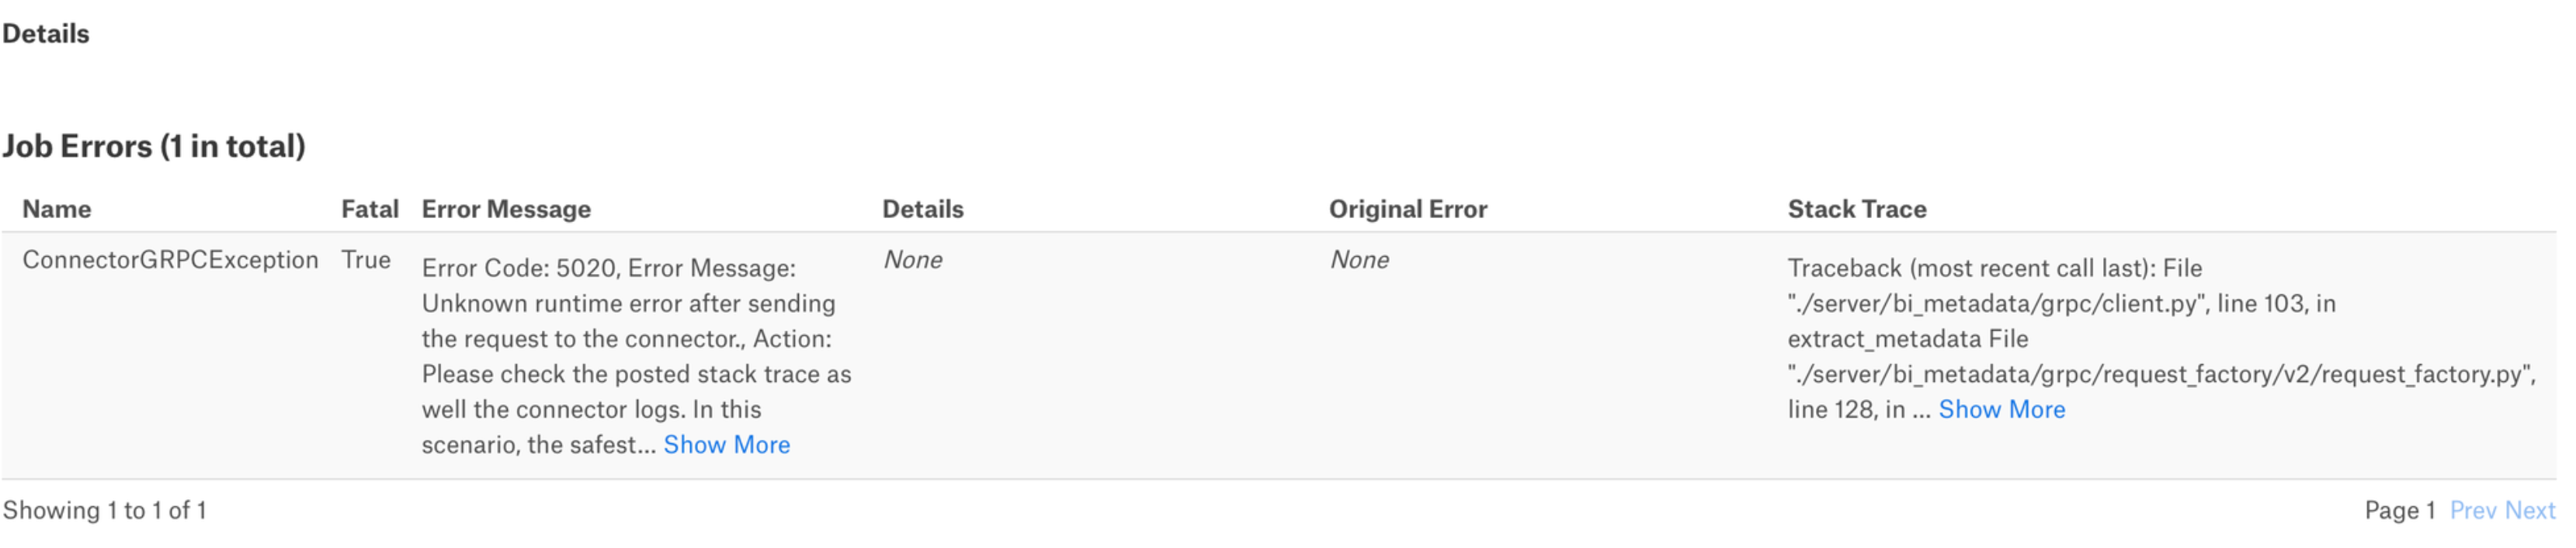 Details
Job Errors (1 in total)
Name Fatal Error Message Details Original Error Stack Trace
ConnectorGRPCException True
Error Code: 5020, Error Message:
Unknown runtime error after sending
the request to the connector., Action:
Please check the posted stack trace as
well the connector logs. In this
scenario, the safest... Show More
None
None
Traceback (most recent call last): File
"./server/bi_metadata/grpc/client.py", line 103, in
extract_metadata File
"./server/bi_metadata/grpc/request_factory/v2/request_factory.py",
line 128, in ... Show More
Showing 1 to 1 of 1
Page 1 Prev Next